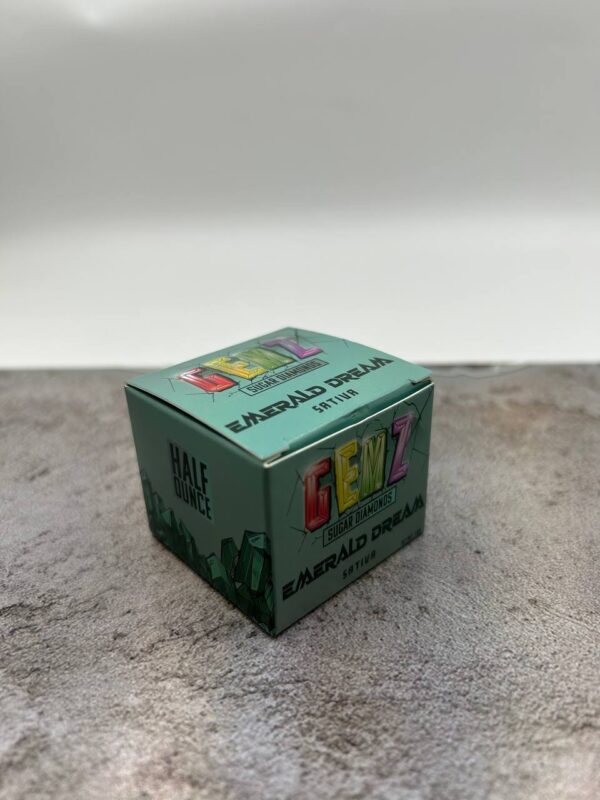 GEMZ
SUGAR DIAMONDS
EMERALD DREAM
SATIVA
HALF
OUNCE
GEMZ
SUGAR DIAMONDS
EMERALD DREAM
SATIVA